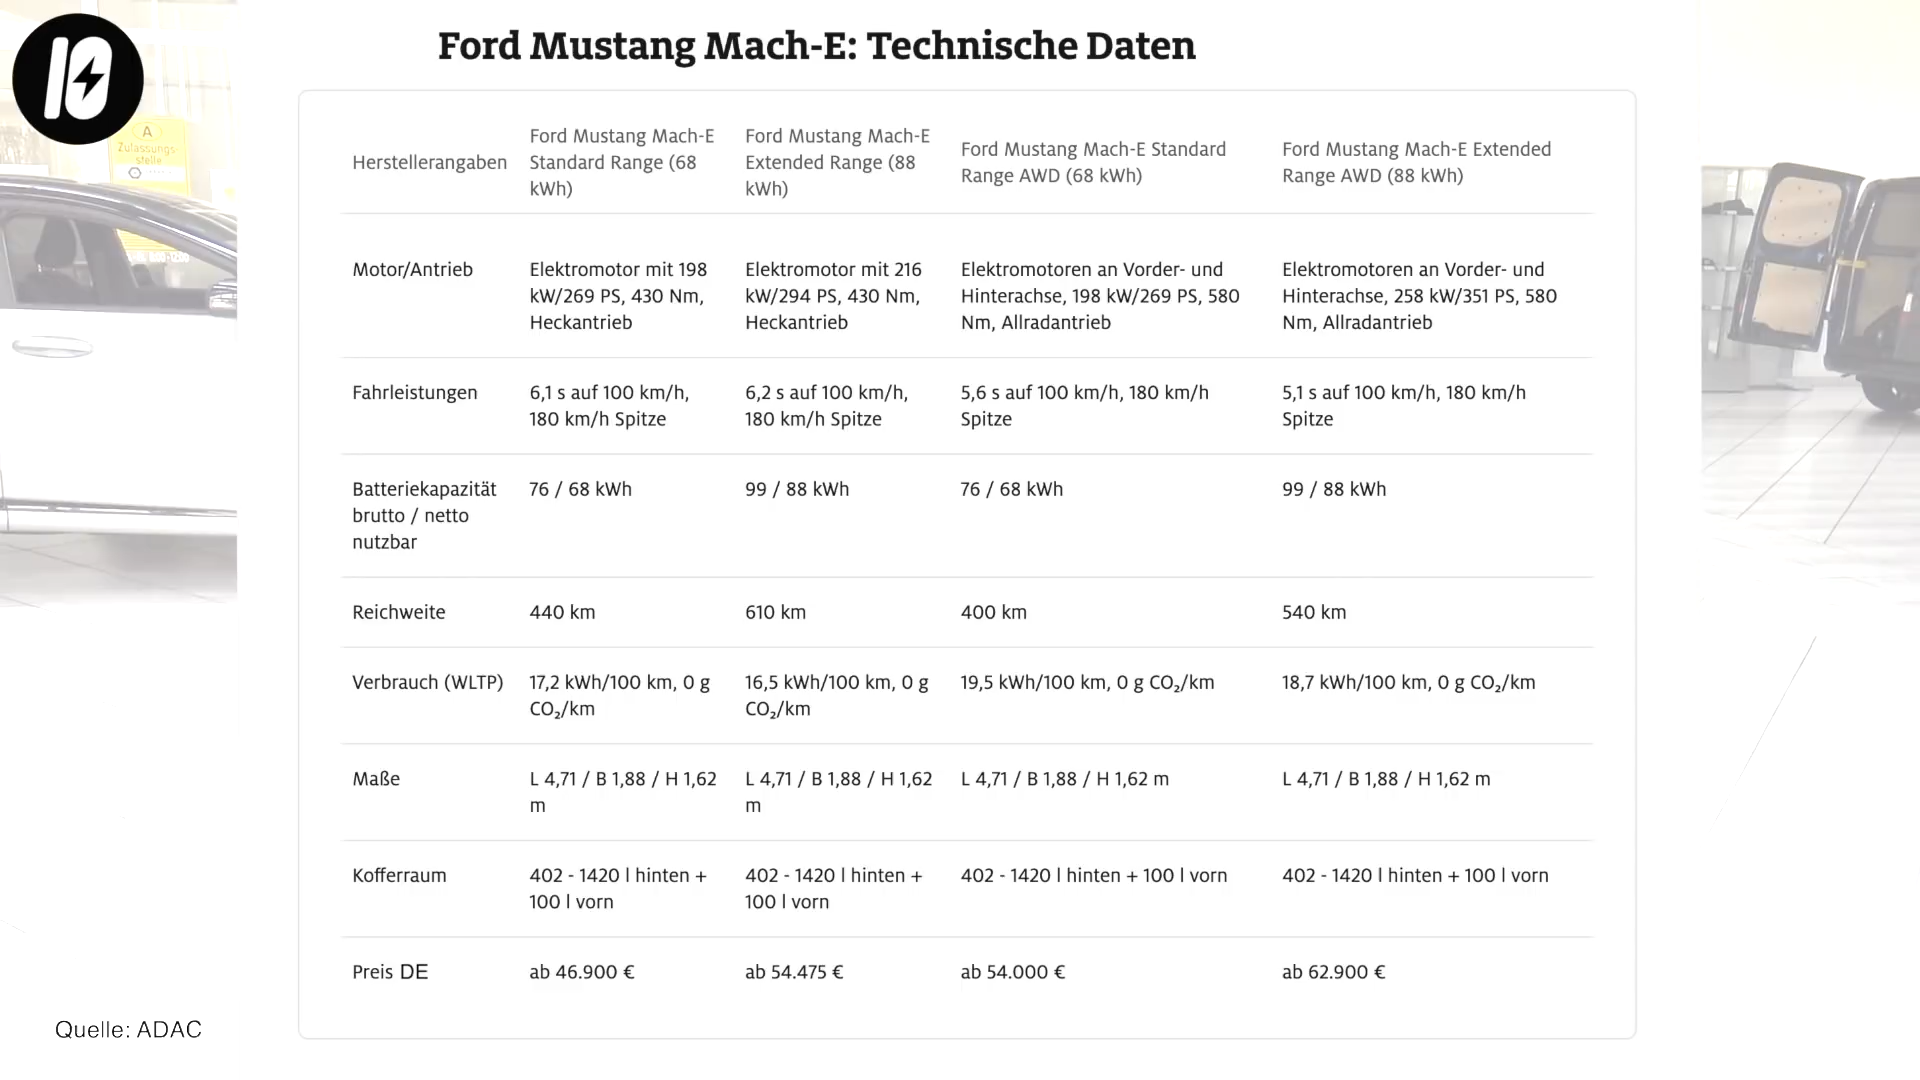 Ford Mustang Mach-E: Technische Daten
A
Zulassungs-
stelle
Herstellerangaben
Ford Mustang Mach-E
Standard Range (68
kWh)
Ford Mustang Mach-E
Extended Range (88
kWh)
Ford Mustang Mach-E Standard
Range AWD (68 kWh)
Ford Mustang Mach-E Extended
Range AWD (88 kWh)
Motor/Antrieb
Elektromotor mit 198
kW/269 PS, 430 Nm,
Heckantrieb
Elektromotor mit 216
kW/294 PS, 430 Nm,
Heckantrieb
Elektromotoren an Vorder- und
Hinterachse, 198 kW/269 PS, 580
Nm, Allradantrieb
Elektromotoren an Vorder- und
Hinterachse, 258 kW/351 PS, 580
Nm, Allradantrieb
Fahrleistungen
6,1 s auf 100 km/h,
180 km/h Spitze
6,2 s auf 100 km/h,
180 km/h Spitze
5,6 s auf 100 km/h, 180 km/h
Spitze
5,1 s auf 100 km/h, 180 km/h
Spitze
Batteriekapazität
brutto / netto
nutzbar
76 / 68 kWh
99 / 88 kWh
76 / 68 kWh
99 / 88 kWh
Reichweite
440 km
610 km
400 km
540 km
Verbrauch (WLTP)
17,2 kWh/100 km, 0 g
CO₂/km
16,5 kWh/100 km, 0 g
CO₂/km
19,5 kWh/100 km, 0 g CO₂/km
18,7 kWh/100 km, 0 g CO₂/km
Maße
L 4,71 / B 1,88 / H 1,62
m
L 4,71 / B 1,88 / H 1,62
m
L 4,71 / B 1,88 / H 1,62 m
L 4,71 / B 1,88 / H 1,62 m
Kofferraum
402 - 1420 l hinten +
100 l vorn
402 - 1420 l hinten +
100 l vorn
402 - 1420 l hinten + 100 l vorn
402 - 1420 l hinten + 100 l vorn
Preis DE
ab 46.900 €
ab 54.475 €
ab 54.000 €
ab 62.900 €
Quelle: ADAC